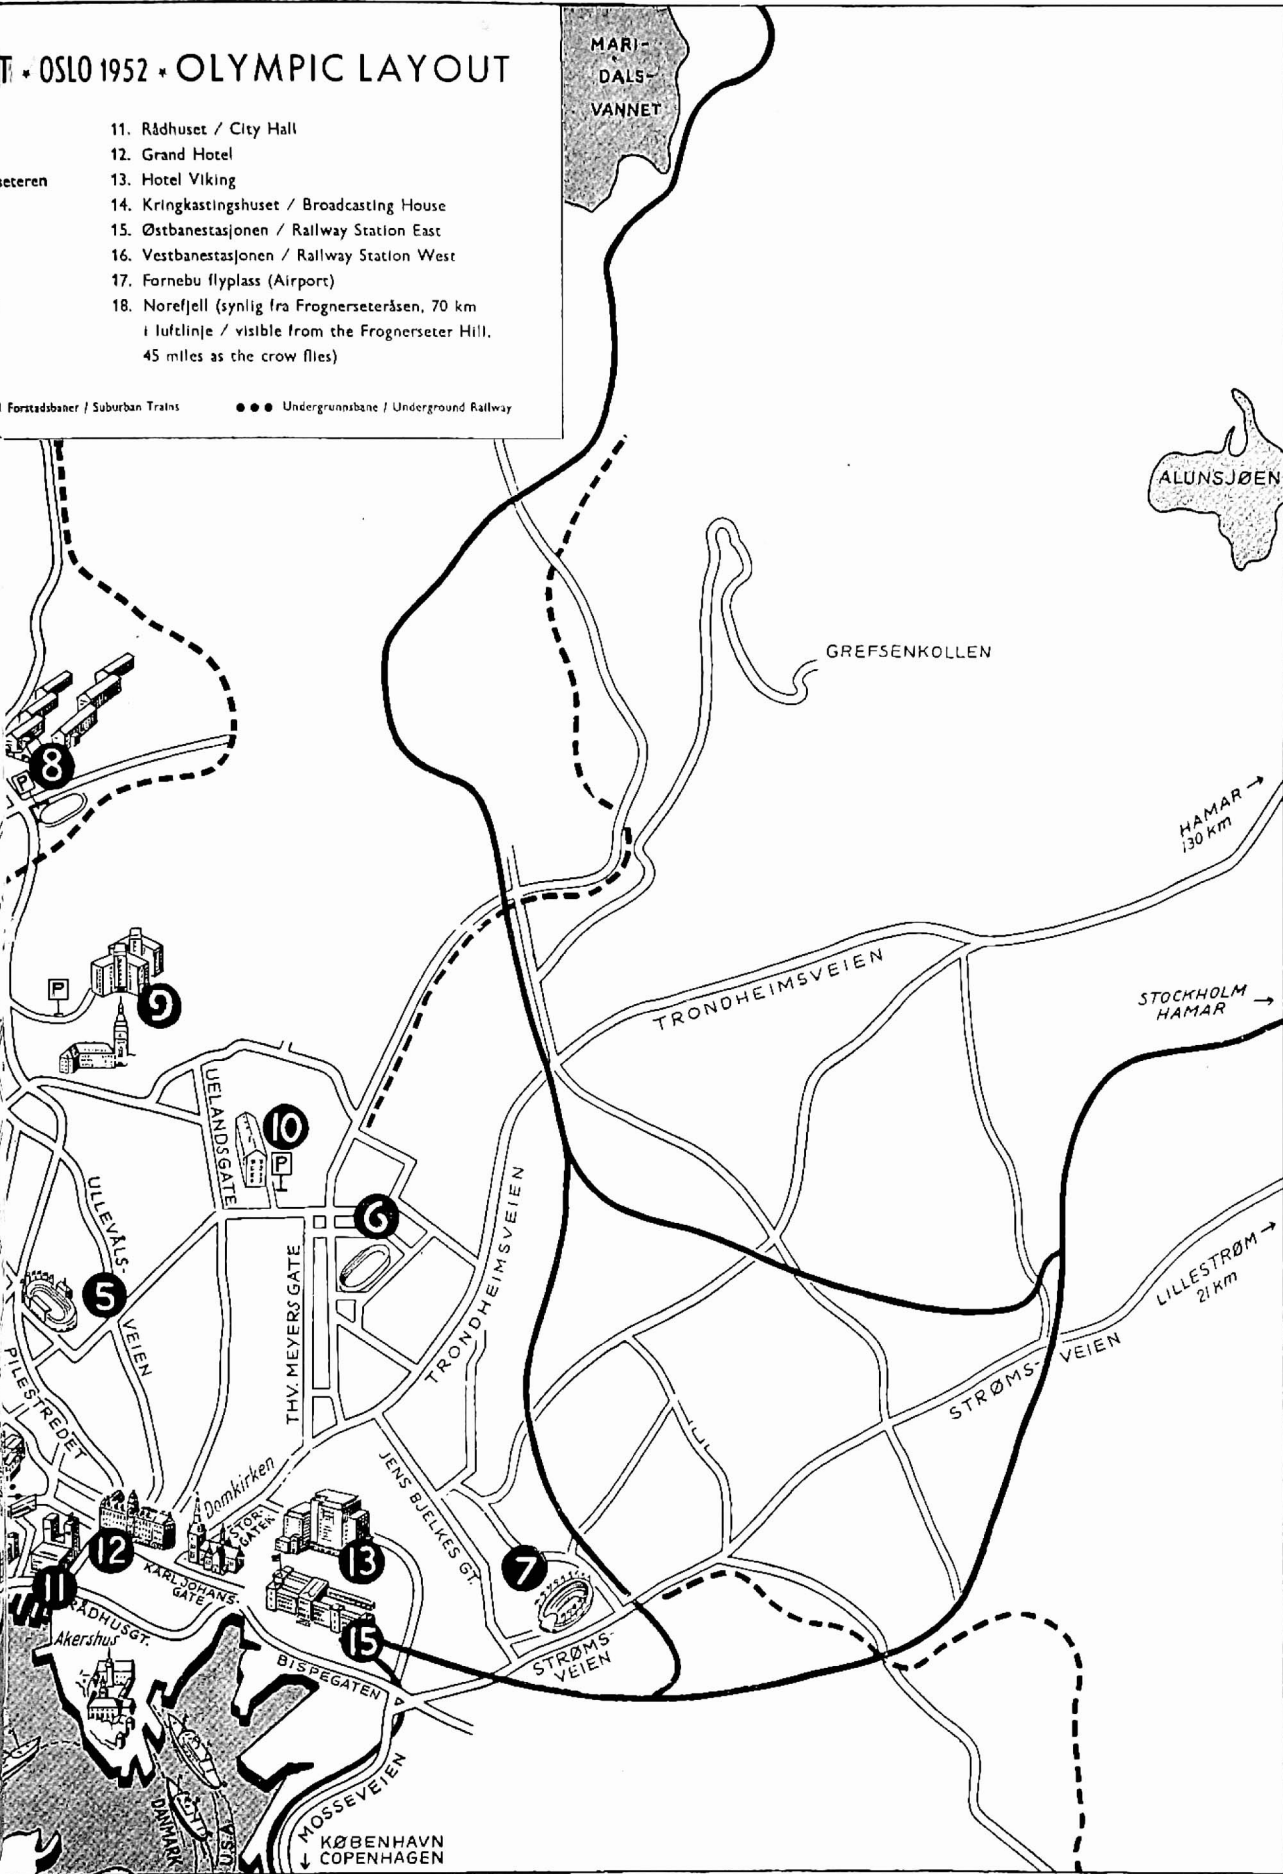 T * OSLO 1952 * OLYMPIC LAYOUT
11. Rådhuset / City Hall
12. Grand Hotel
seteren
13. Hotel Viking
14. Kringkastingshuset / Broadcasting House
15. Østbanestasjonen / Railway Station East
16. Vestbanestasjonen / Railway Station West
17. Fornebu flyplass (Airport)
18. Norefjell (synlig fra Frognerseteråsen, 70 km
i luftlinje / visible from the Frognerseter Hill,
45 miles as the crow flies)
Forstadsbaner / Suburban Trains
●●● Undergrunnsbane / Underground Railway
MARI-
DALS-
VANNET
ALUNSJØEN
GREFSENKOLLEN
8
P
HAMAR →
130 km
9
P
TRONDHEIMSVEIEN
STOCKHOLM →
HAMAR
UELANDSGATE
10
P
ULLEVÅLS-
VEIEN
6
THV. MEYERS GATE
TRONDHEIMSVEIEN
5
LILLESTRØM →
21 km
PILESTREDET
STRØMS-
VEIEN
JENS BJELKES GT.
Domkirken
STOR-
GATEN
12
13
7
11
KARL JOHANS-
GATE
RÅDHUSGT.
Akershus
15
BISPEGATEN
STRØMS-
VEIEN
MOSSEVEIEN
DANMARK
USA
KØBENHAVN
↓ COPENHAGEN